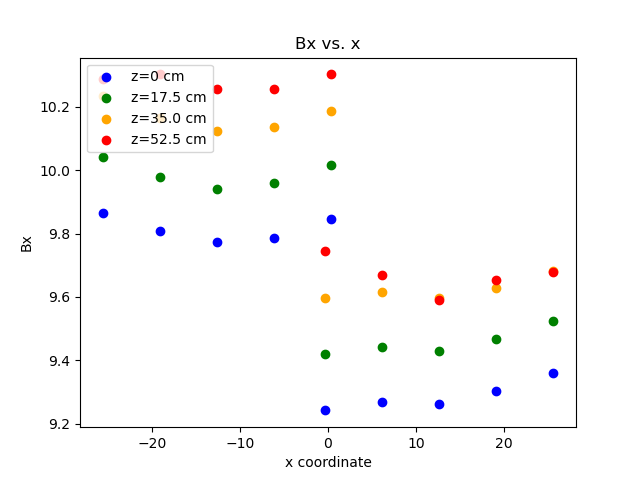 Bx vs. x
z=0 cm
z=17.5 cm
z=35.0 cm
z=52.5 cm
10.2
10.0
9.8
9.6
9.4
9.2
Bx
−20
−10
0
10
20
x coordinate